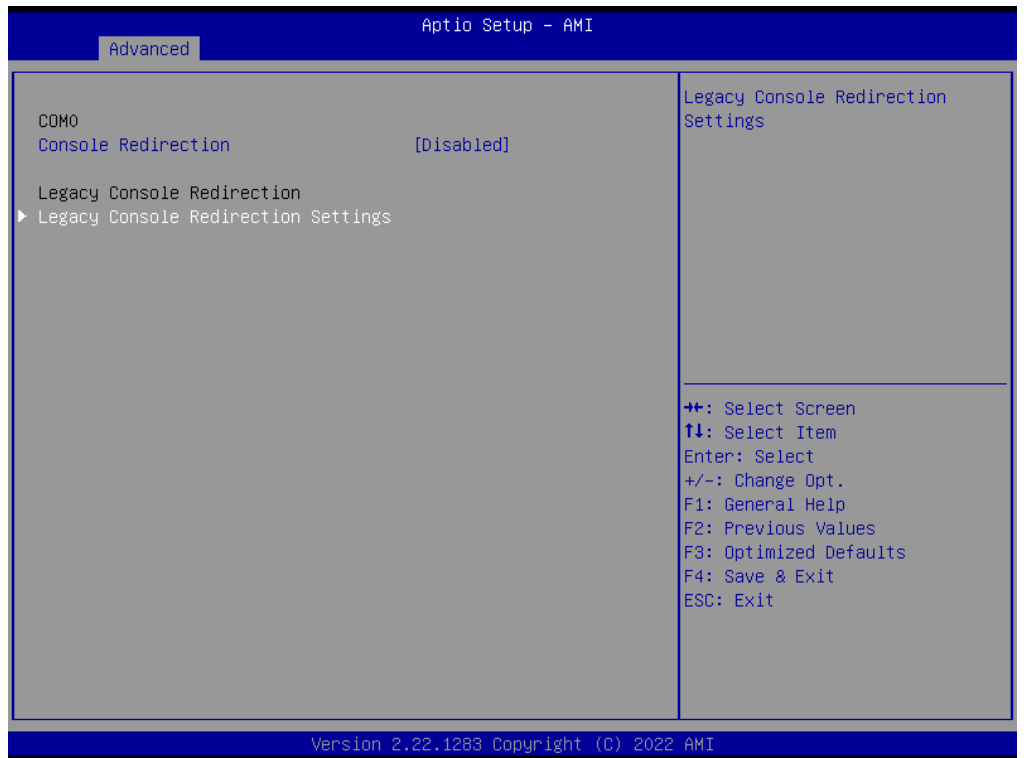 Aptio Setup – AMI
Advanced
COM0
Console Redirection [Disabled]
Legacy Console Redirection
▶ Legacy Console Redirection Settings
Legacy Console Redirection
Settings
→←: Select Screen
↑↓: Select Item
Enter: Select
+/-: Change Opt.
F1: General Help
F2: Previous Values
F3: Optimized Defaults
F4: Save & Exit
ESC: Exit
Version 2.22.1283 Copyright (C) 2022 AMI